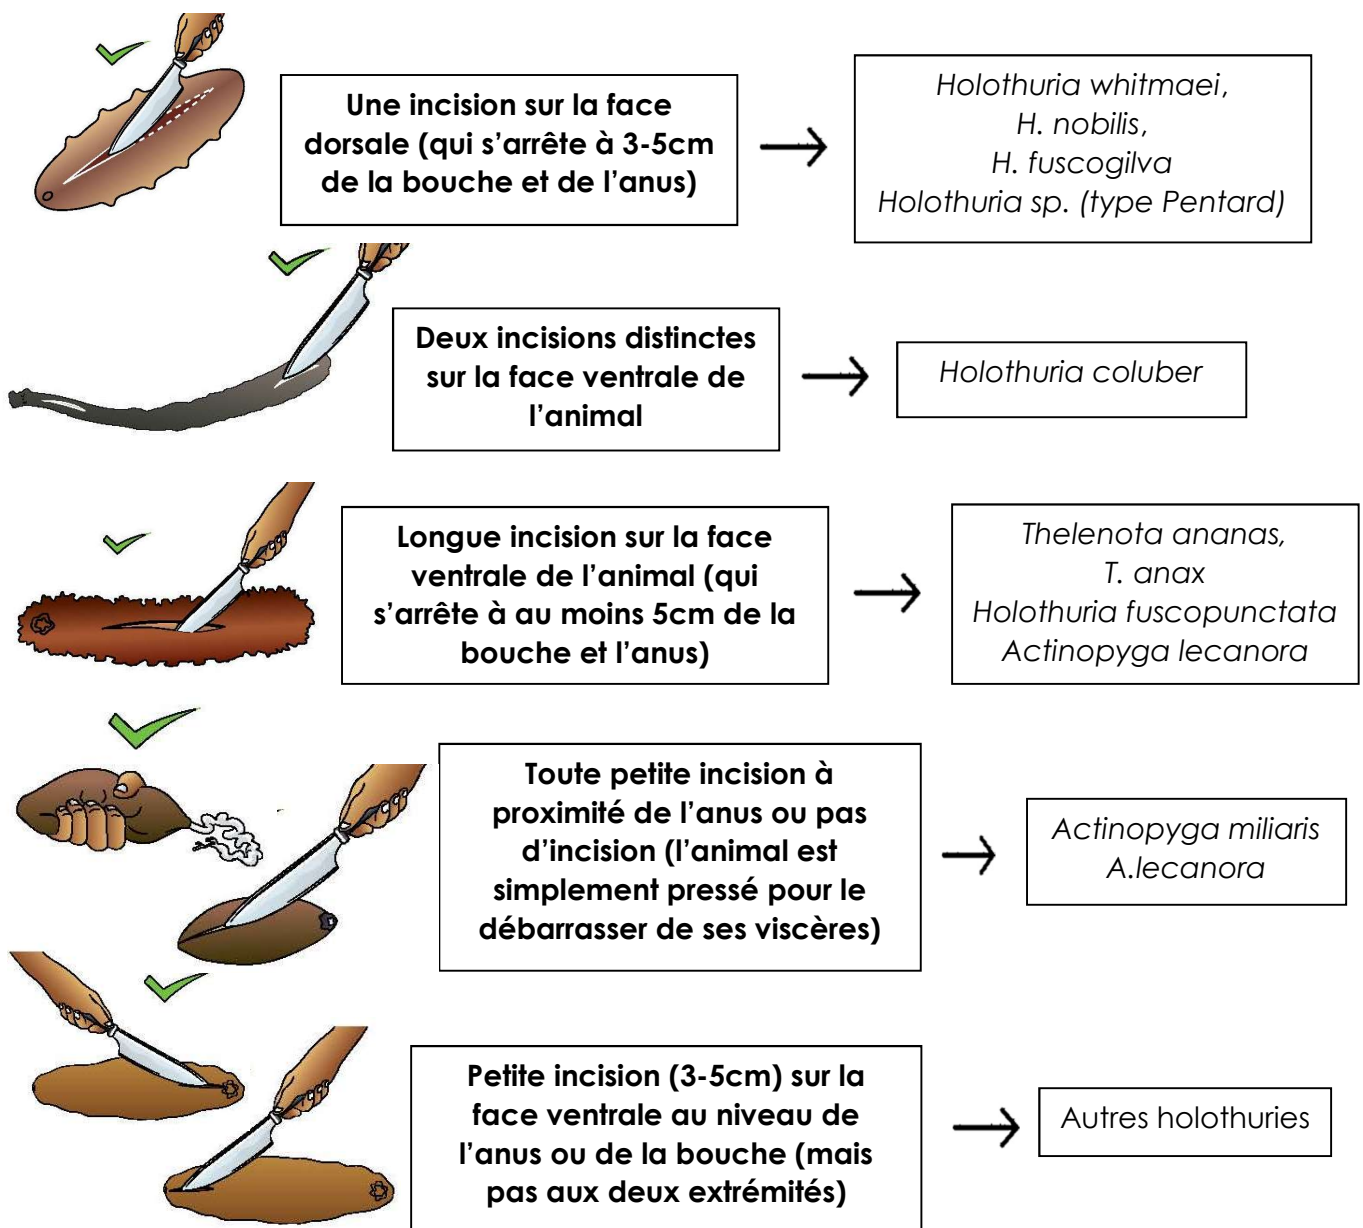 Une incision sur la face
dorsale (qui s'arrête à 3-5cm
de la bouche et de l'anus)
Holothuria whitmaei,
H. nobilis,
H. fuscogilva
Holothuria sp. (type Pentard)
Deux incisions distinctes
sur la face ventrale de
l'animal
Holothuria coluber
Longue incision sur la face
ventrale de l'animal (qui
s'arrête à au moins 5cm de la
bouche et l'anus)
Thelenota ananas,
T. anax
Holothuria fuscopunctata
Actinopyga lecanora
Toute petite incision à
proximité de l'anus ou pas
d'incision (l'animal est
simplement pressé pour le
débarrasser de ses viscères)
Actinopyga miliaris
A.lecanora
Petite incision (3-5cm) sur la
face ventrale au niveau de
l'anus ou de la bouche (mais
pas aux deux extrémités)
Autres holothuries